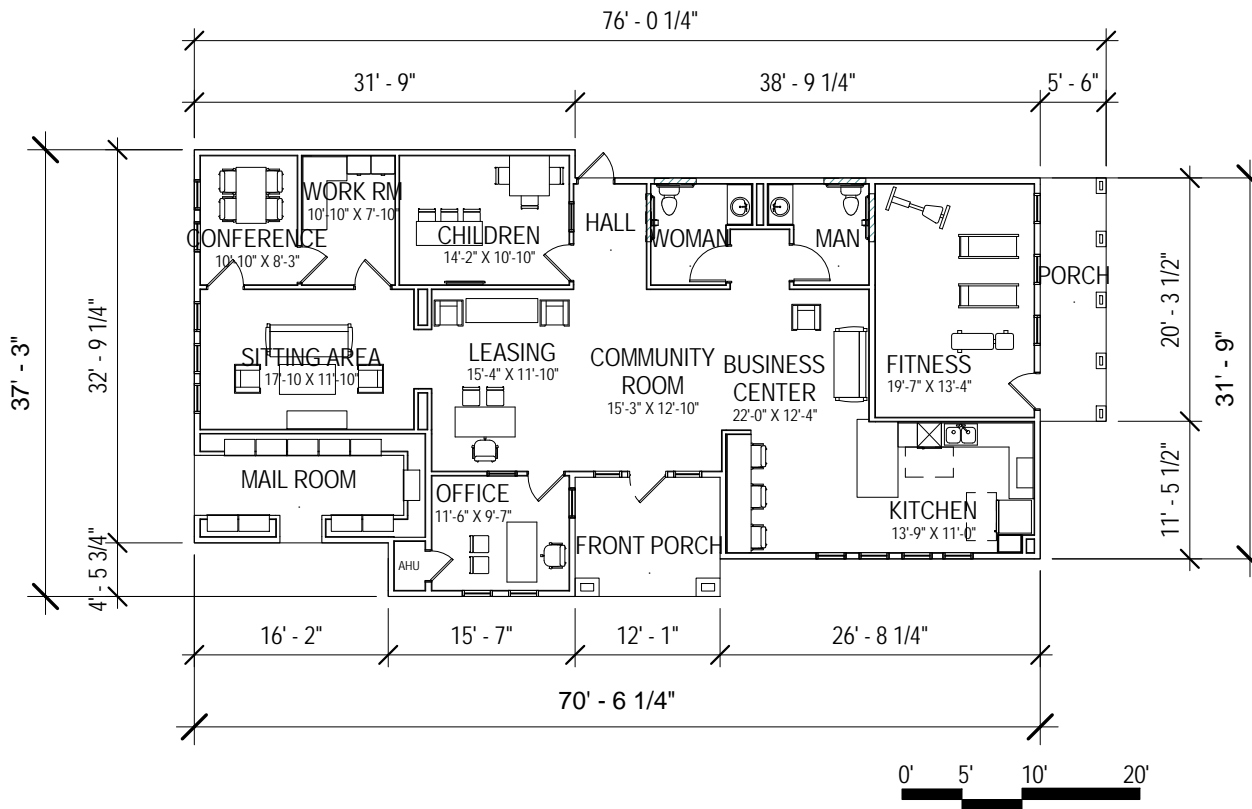 76' - 0 1/4"
31' - 9"
38' - 9 1/4"
5' - 6"
WORK RM
10'-10" X 7'-10"
CONFERENCE
10'-10" X 8'-3"
CHILDREN
14'-2" X 10'-10"
HALL
WOMAN
MAN
PORCH
SITTING AREA
17'-10 X 11'-10"
LEASING
15'-4" X 11'-10"
COMMUNITY
ROOM
15'-3" X 12'-10"
BUSINESS
CENTER
22'-0" X 12'-4"
FITNESS
19'-7" X 13'-4"
MAIL ROOM
OFFICE
11'-6" X 9'-7"
AHU
FRONT PORCH
KITCHEN
13'-9" X 11'-0"
37' - 3"
32' - 9 1/4"
4' - 5 3/4"
20' - 3 1/2"
11' - 5 1/2"
31' - 9"
16' - 2"
15' - 7"
12' - 1"
26' - 8 1/4"
70' - 6 1/4"
0' 5' 10' 20'